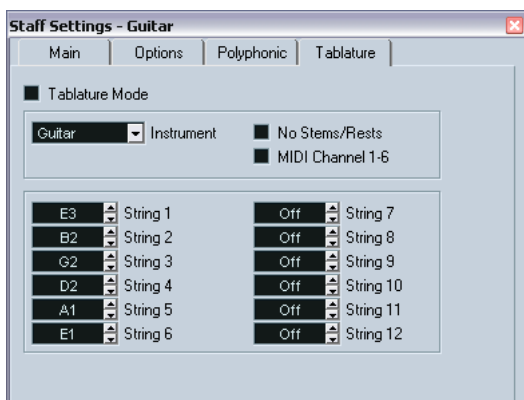 Staff Settings - Guitar
Main Options Polyphonic Tablature
Tablature Mode
Guitar Instrument No Stems/Rests
MIDI Channel 1-6
E3 String 1 Off String 7
B2 String 2 Off String 8
G2 String 3 Off String 9
D2 String 4 Off String 10
A1 String 5 Off String 11
E1 String 6 Off String 12